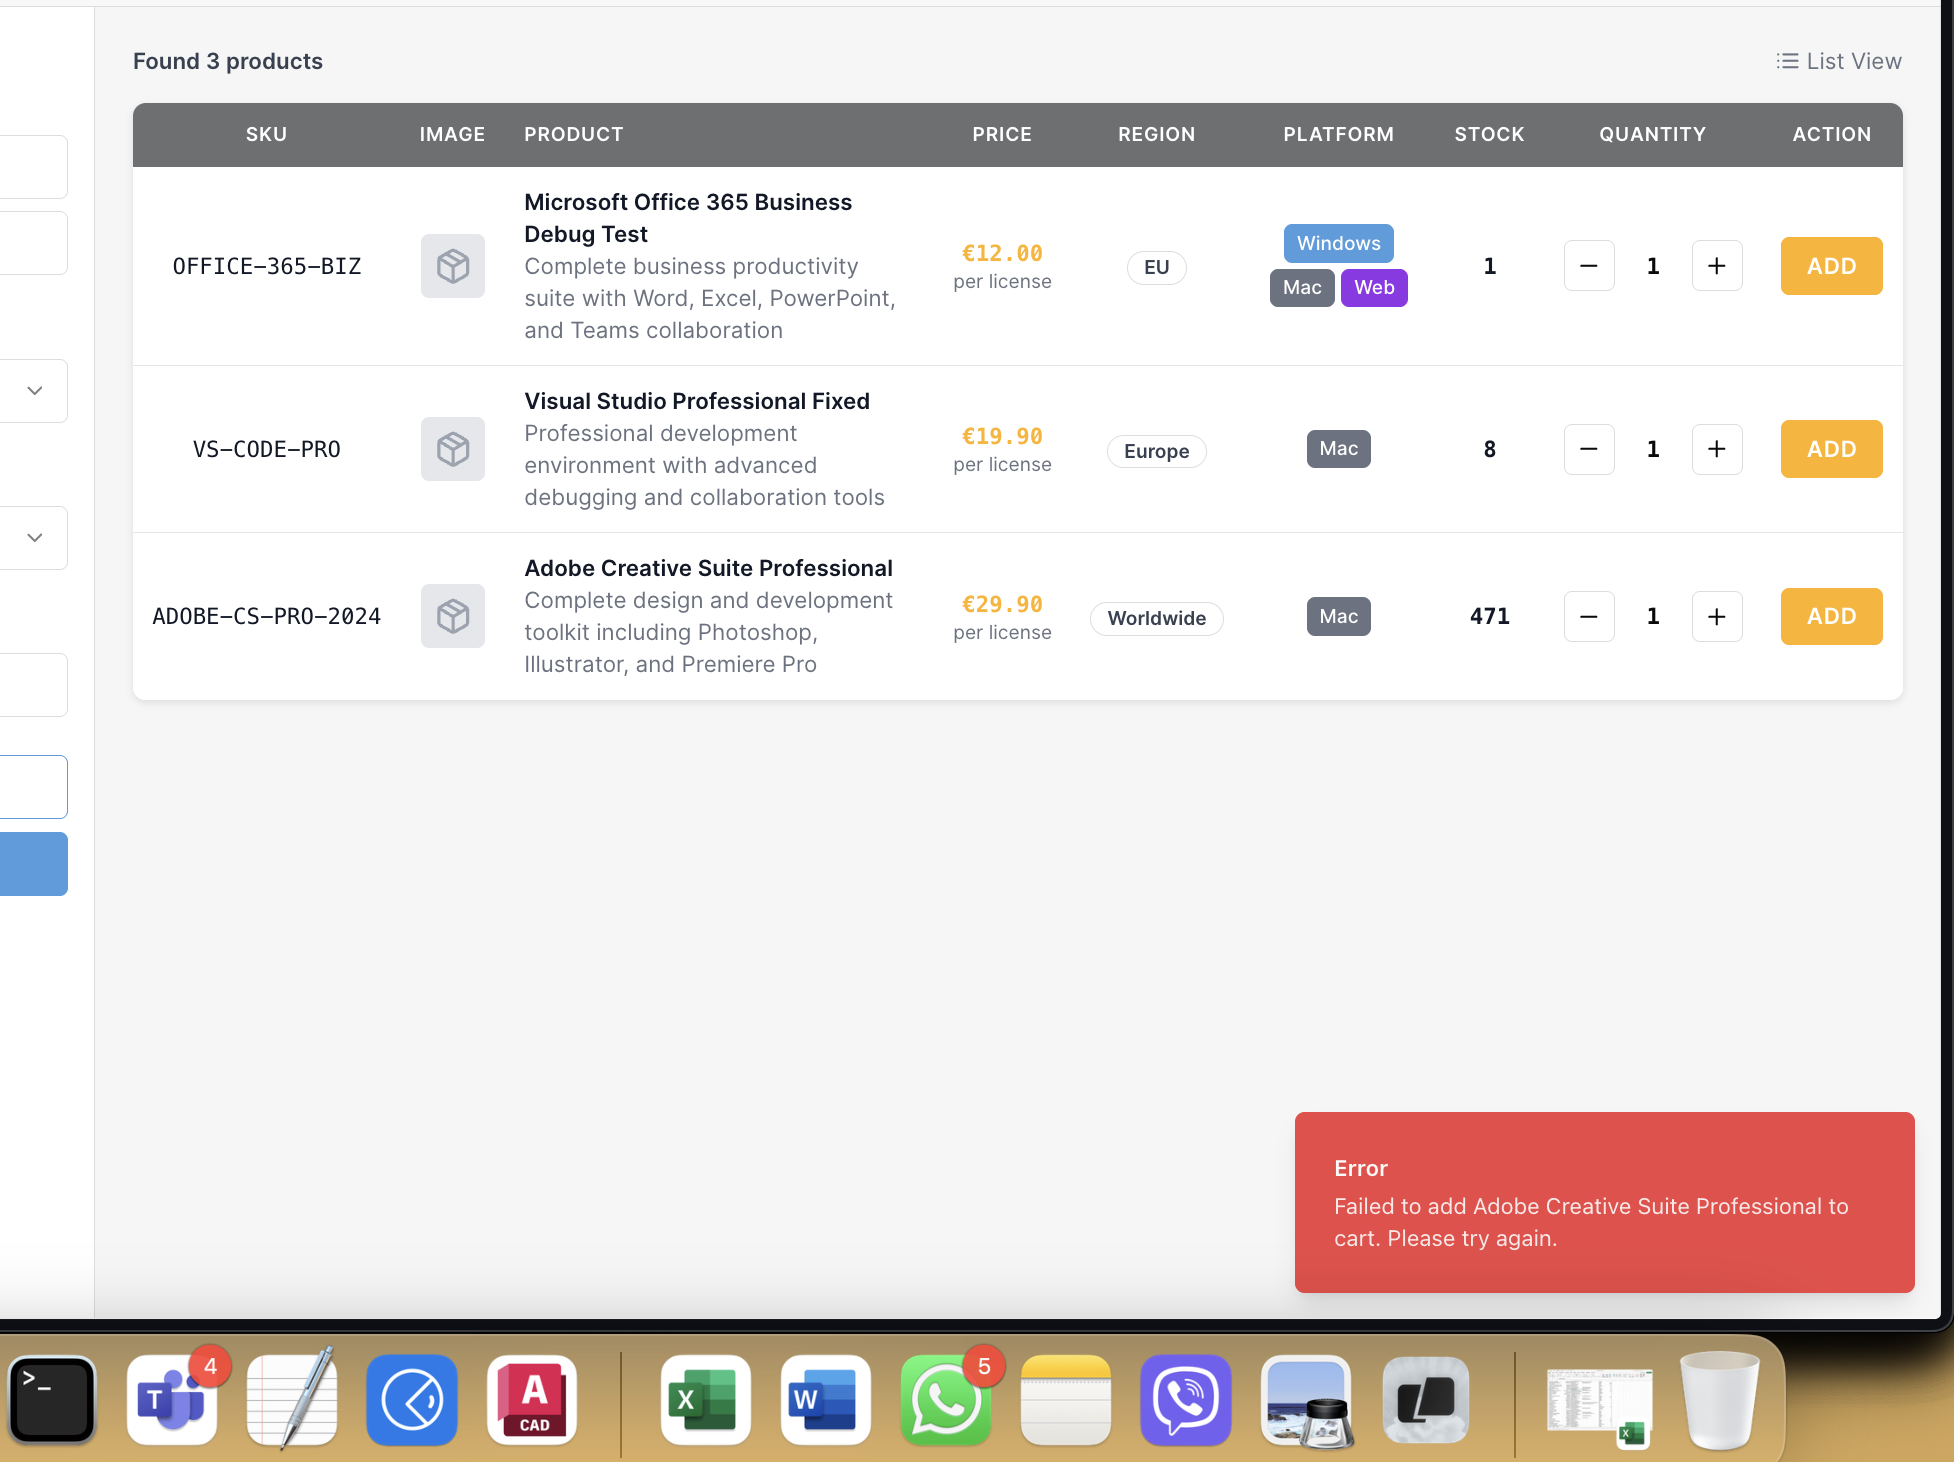 Found 3 products
List View
SKU IMAGE PRODUCT PRICE REGION PLATFORM STOCK QUANTITY ACTION
OFFICE-365-BIZ
Microsoft Office 365 Business
Debug Test
Complete business productivity
suite with Word, Excel, PowerPoint,
and Teams collaboration
€12.00
per license
EU
Windows
Mac Web
1
− 1 +
ADD
VS-CODE-PRO
Visual Studio Professional Fixed
Professional development
environment with advanced
debugging and collaboration tools
€19.90
per license
Europe
Mac
8
− 1 +
ADD
ADOBE-CS-PRO-2024
Adobe Creative Suite Professional
Complete design and development
toolkit including Photoshop,
Illustrator, and Premiere Pro
€29.90
per license
Worldwide
Mac
471
− 1 +
ADD
Error
Failed to add Adobe Creative Suite Professional to
cart. Please try again.
>_
T
4
A
CAD
X
W
5
X